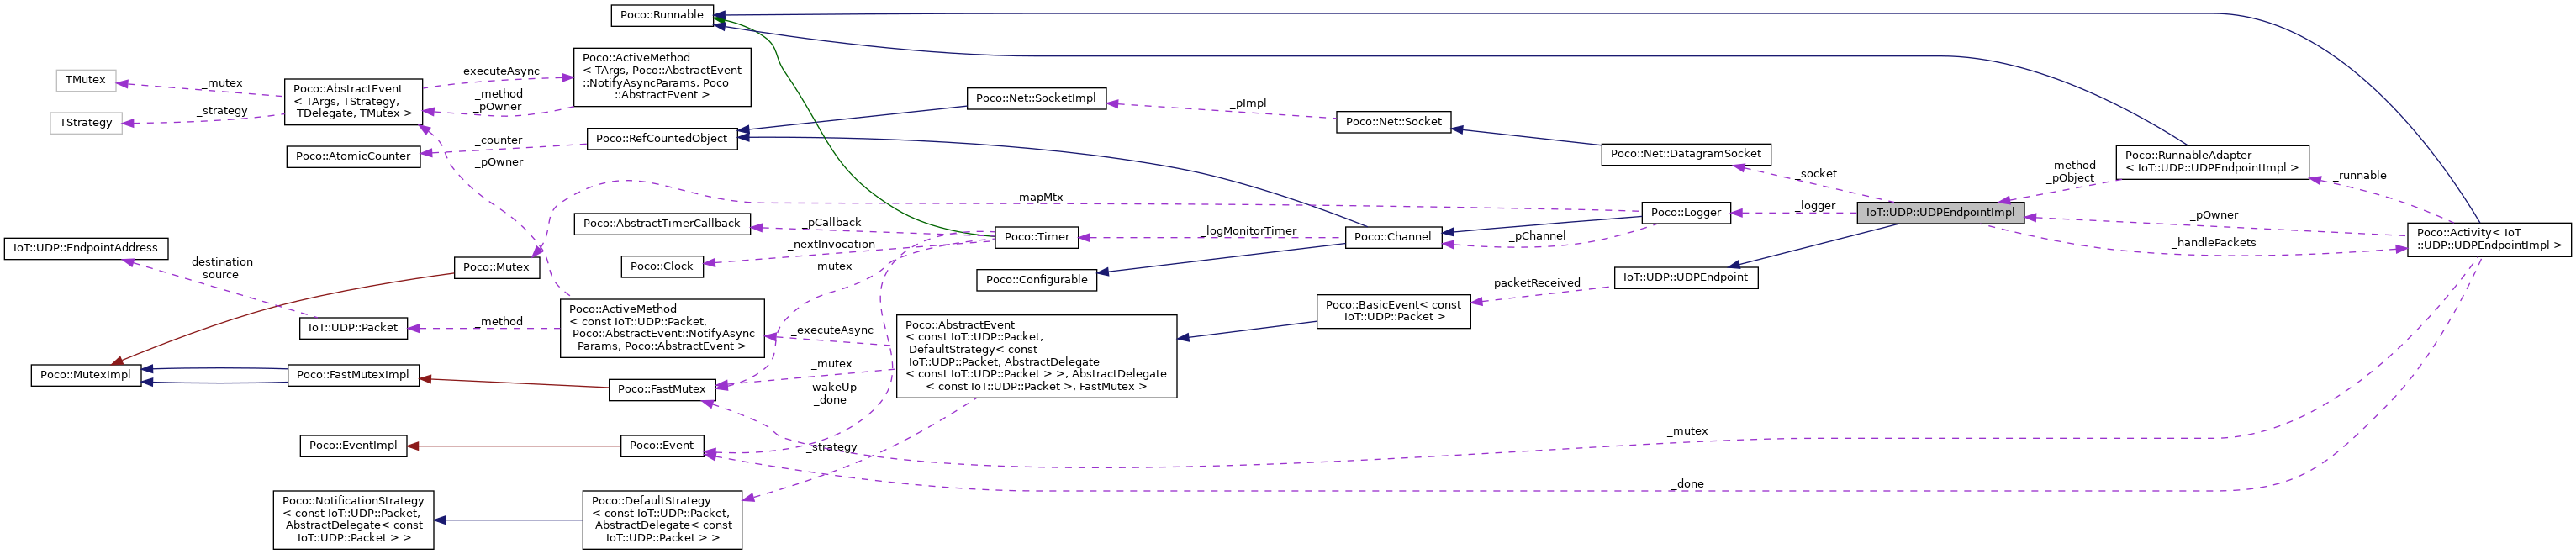 Poco::Runnable
TMutex
_mutex
TStrategy
_strategy
Poco::AbstractEvent
< TArgs, TStrategy,
TDelegate, TMutex >
_executeAsync
_method
_pOwner
Poco::ActiveMethod
< TArgs, Poco::AbstractEvent
::NotifyAsyncParams, Poco
::AbstractEvent >
Poco::AtomicCounter
_counter
_pOwner
Poco::RefCountedObject
Poco::Net::SocketImpl
_pImpl
Poco::Net::Socket
Poco::Net::DatagramSocket
_socket
Poco::RunnableAdapter
< IoT::UDP::UDPEndpointImpl >
_method
_pObject
_runnable
_mapMtx
Poco::AbstractTimerCallback
_pCallback
_nextInvocation
Poco::Clock
_mutex
Poco::Timer
_logMonitorTimer
Poco::Channel
Poco::Configurable
_pChannel
Poco::Logger
_logger
IoT::UDP::UDPEndpointImpl
_pOwner
_handlePackets
Poco::Activity< IoT
::UDP::UDPEndpointImpl >
IoT::UDP::UDPEndpoint
packetReceived
Poco::BasicEvent< const
IoT::UDP::Packet >
IoT::UDP::EndpointAddress
destination
source
Poco::Mutex
IoT::UDP::Packet
_method
Poco::ActiveMethod
< const IoT::UDP::Packet,
Poco::AbstractEvent::NotifyAsync
Params, Poco::AbstractEvent >
_executeAsync
_mutex
_wakeUp
_done
Poco::AbstractEvent
< const IoT::UDP::Packet,
DefaultStrategy< const
IoT::UDP::Packet, AbstractDelegate
< const IoT::UDP::Packet > >, AbstractDelegate
< const IoT::UDP::Packet >, FastMutex >
Poco::MutexImpl
Poco::FastMutexImpl
Poco::FastMutex
Poco::EventImpl
Poco::Event
_strategy
_mutex
_done
Poco::NotificationStrategy
< const IoT::UDP::Packet,
AbstractDelegate< const
IoT::UDP::Packet > >
Poco::DefaultStrategy
< const IoT::UDP::Packet,
AbstractDelegate< const
IoT::UDP::Packet > >